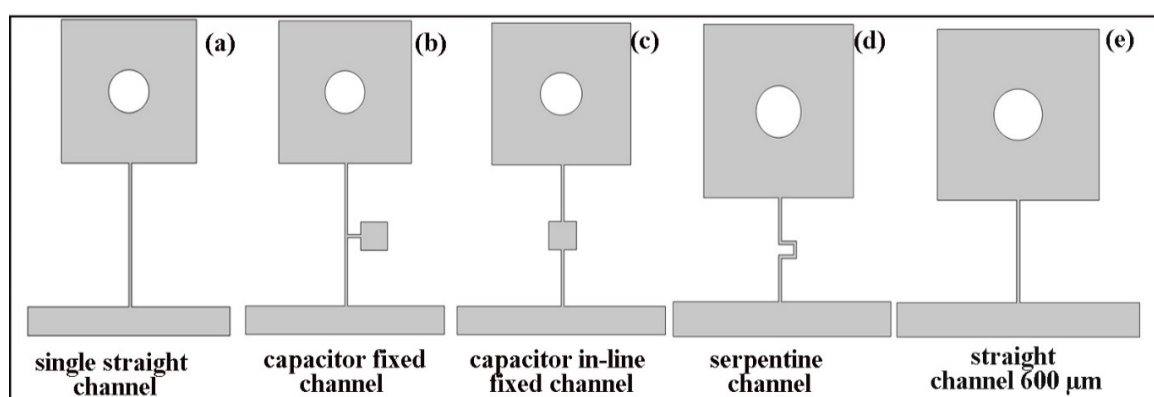 (a)
(b)
(c)
(d)
(e)
single straight
channel
capacitor fixed
channel
capacitor in-line
fixed channel
serpentine
channel
straight
channel 600 μm